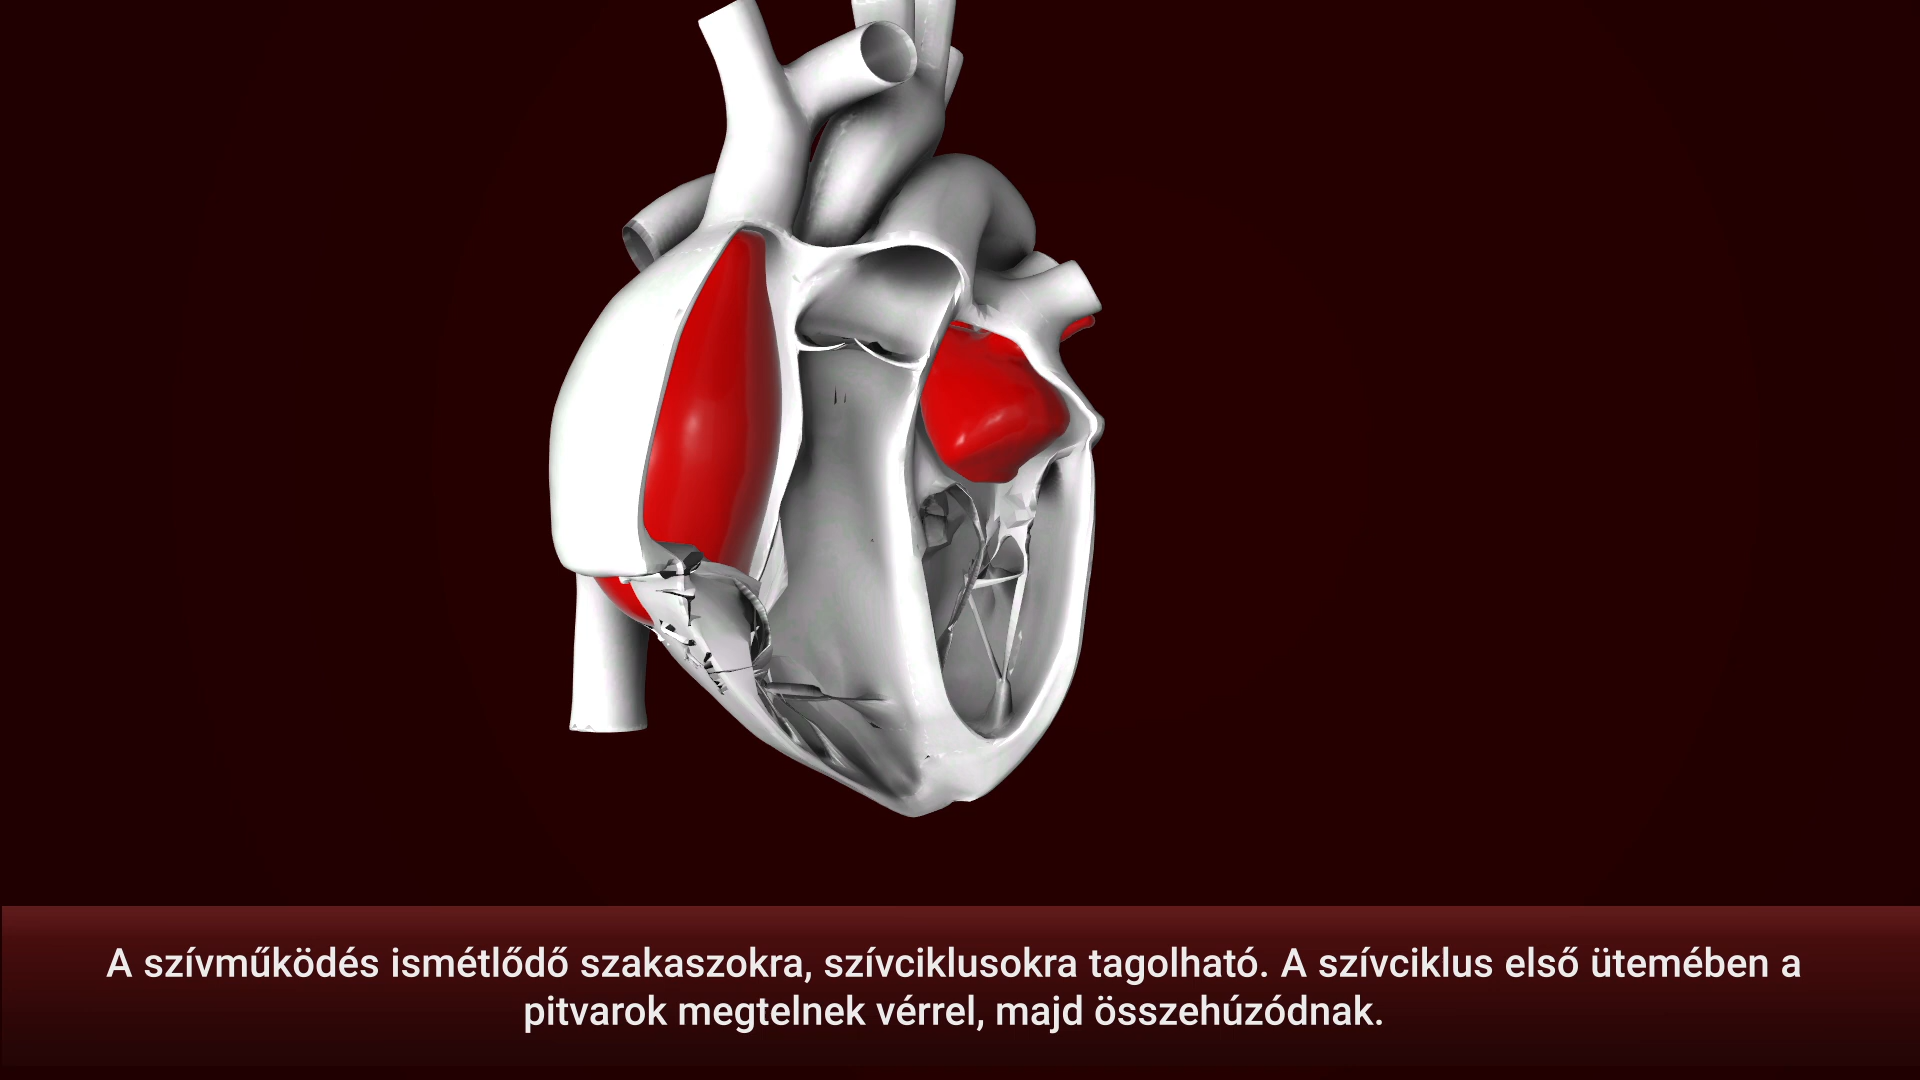 A szívműködés ismétlődő szakaszokra, szívciklusokra tagolható. A szívciklus első ütemében a
pitvarok megtelnek vérrel, majd összehúzódnak.